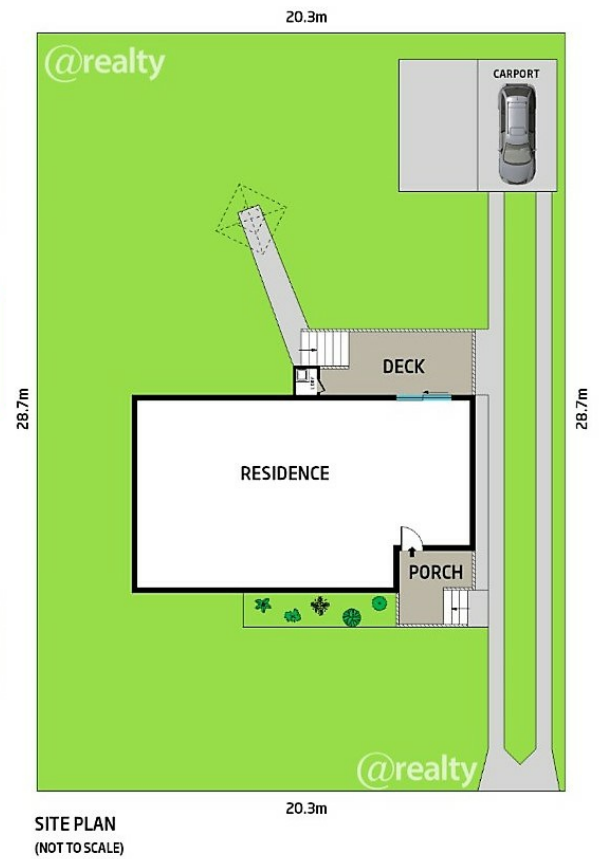 20.3m
@realty
CARPORT
28.7m
28.7m
DECK
RESIDENCE
PORCH
@realty
20.3m
SITE PLAN
(NOT TO SCALE)